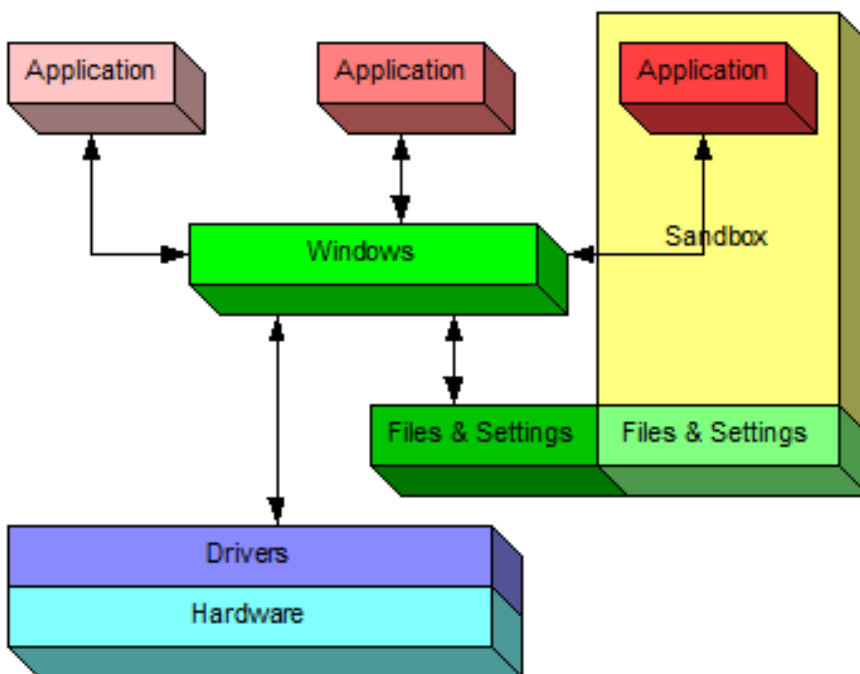 Application
Application
Application
Sandbox
Windows
Files & Settings
Files & Settings
Drivers
Hardware